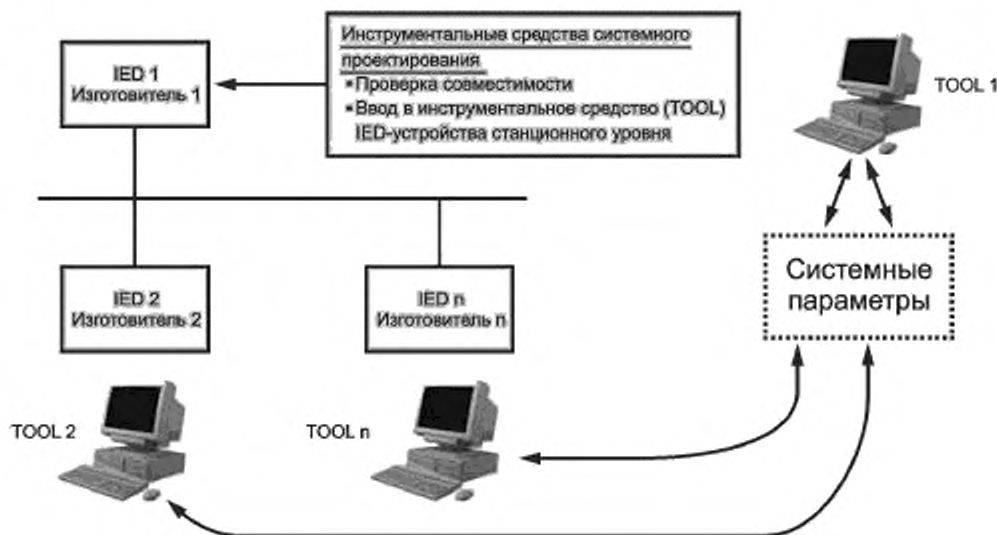 IED 1
Изготовитель 1
Инструментальные средства системного
проектирования
▪Проверка совместимости
▪Ввод в инструментальное средство (TOOL)
IED-устройства станционного уровня
TOOL 1
Системные
параметры
IED 2
Изготовитель 2
IED n
Изготовитель n
TOOL 2
TOOL n